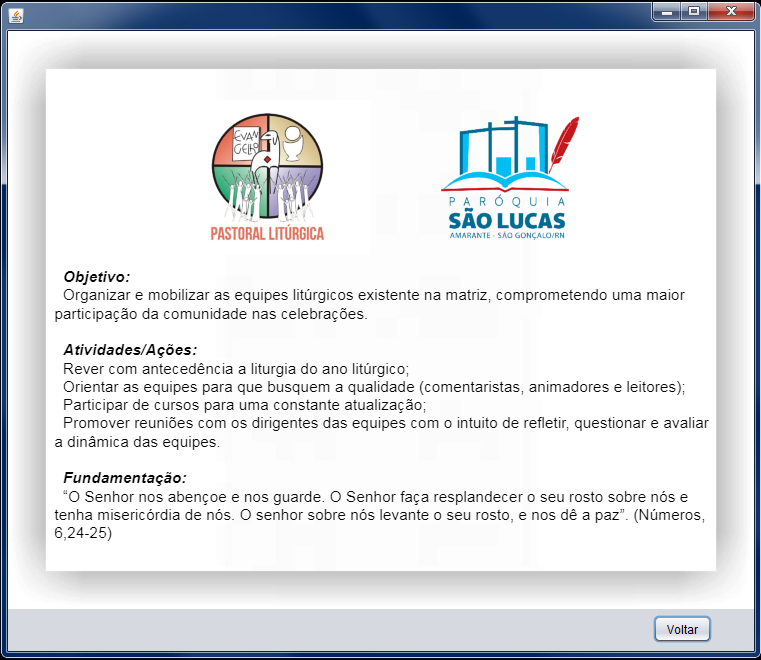 EVAN
GELHO
PASTORAL LITÚRGICA
PARÓQUIA
SÃO LUCAS
AMARANTE - SÃO GONÇALO/RN
Objetivo:
Organizar e mobilizar as equipes litúrgicos existente na matriz, comprometendo uma maior
participação da comunidade nas celebrações.
Atividades/Ações:
Rever com antecedência a liturgia do ano litúrgico;
Orientar as equipes para que busquem a qualidade (comentaristas, animadores e leitores);
Participar de cursos para uma constante atualização;
Promover reuniões com os dirigentes das equipes com o intuito de refletir, questionar e avaliar
a dinâmica das equipes.
Fundamentação:
“O Senhor nos abençoe e nos guarde. O Senhor faça resplandecer o seu rosto sobre nós e
tenha misericórdia de nós. O senhor sobre nós levante o seu rosto, e nos dê a paz”. (Números,
6,24-25)
Voltar